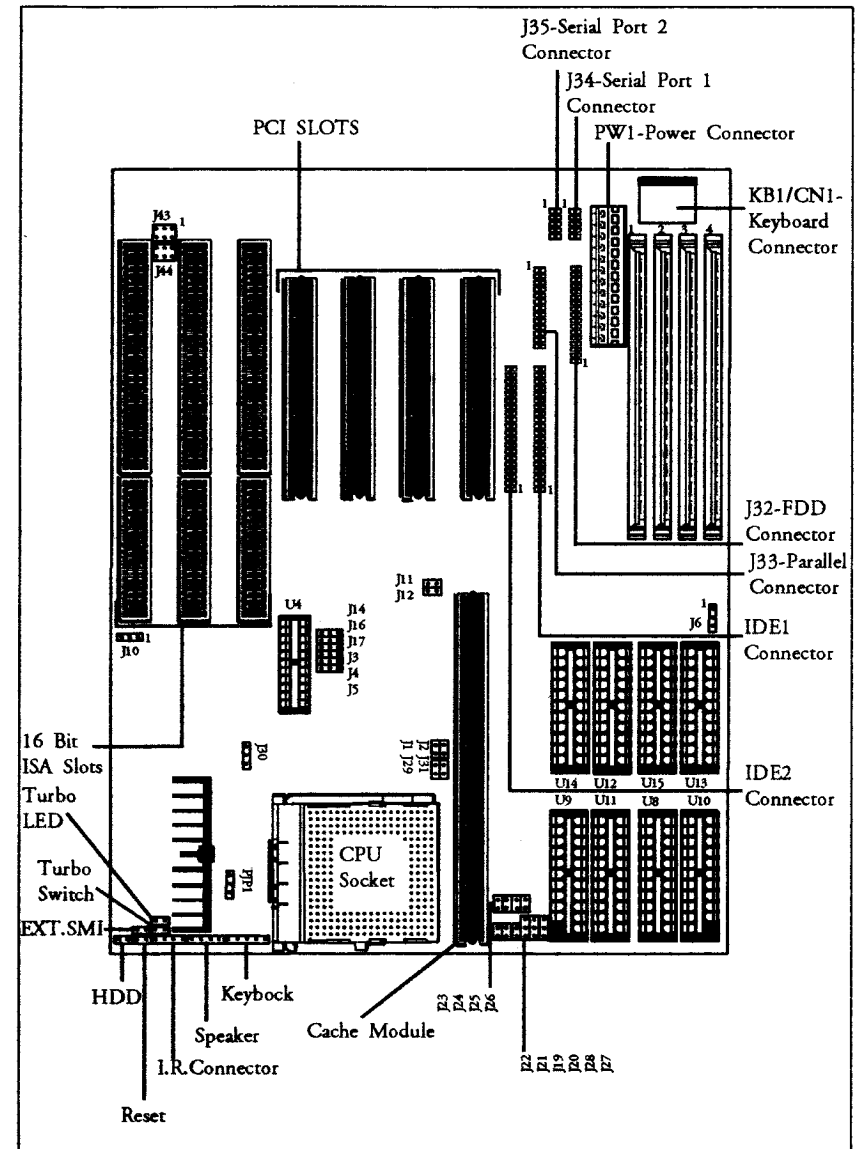 J35-Serial Port 2
Connector
J34-Serial Port 1
Connector
PCI SLOTS
PW1-Power Connector
KB1/CN1-
Keyboard
Connector
J43
1
J44
1
1
1
2
3
4
1
1
1
1
J32-FDD
Connector
J33-Parallel
Connector
J11
J12
U4
J14
J16
J17
J3
J4
J5
1
J6
J10
1
IDE1
Connector
16 Bit
ISA Slots
J30
J1
J2
J29
J31
U14
U12
U15
U13
U9
U11
U8
U10
IDE2
Connector
Turbo
LED
Turbo
Switch
EXT.SMI
PJP1
CPU
Socket
HDD
Keybock
Speaker
Cache Module
J23
J24
J25
J26
I.R.Connector
Reset
J22
J21
J19
J20
J28
J27